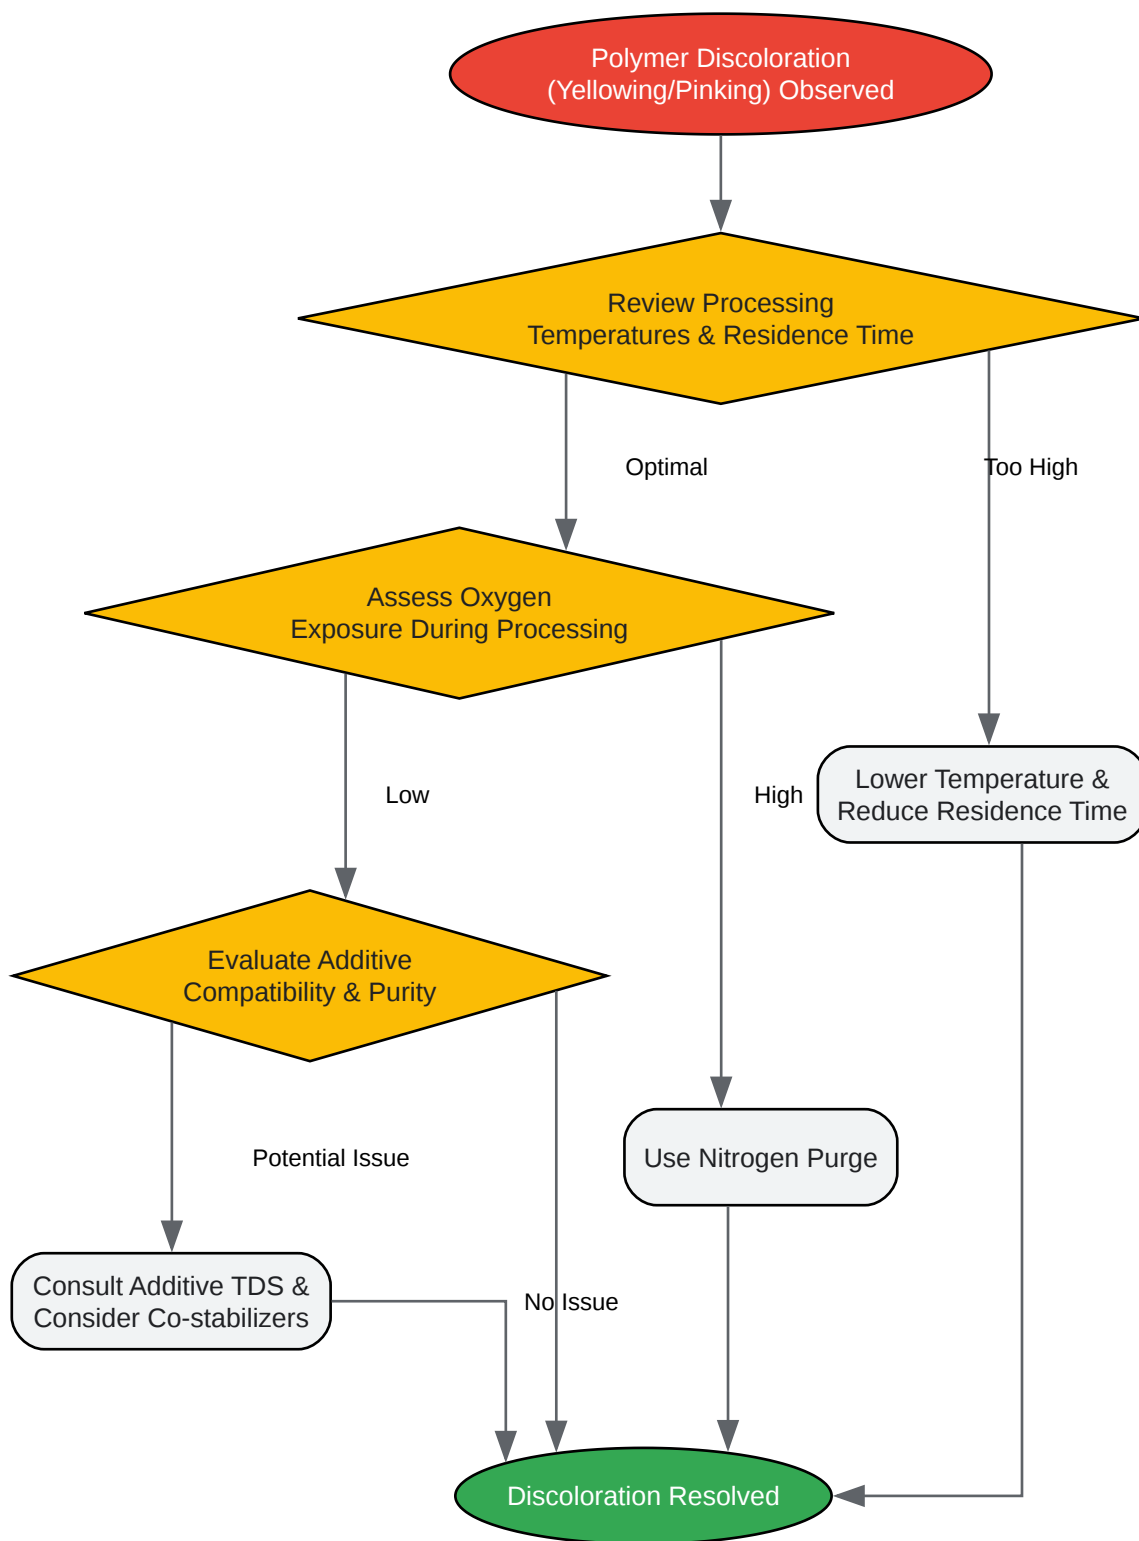 Polymer Discoloration
(Yellowing/Pinking) Observed
Review Processing
Temperatures & Residence Time
Optimal
Too High
Assess Oxygen
Exposure During Processing
Low
High
Lower Temperature &
Reduce Residence Time
Evaluate Additive
Compatibility & Purity
Potential Issue
Use Nitrogen Purge
Consult Additive TDS &
Consider Co-stabilizers
No Issue
Discoloration Resolved